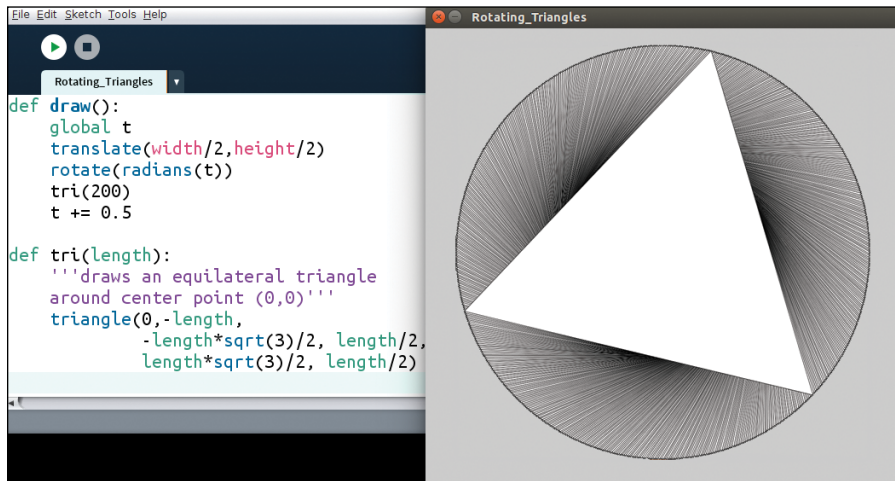 File Edit Sketch Tools Help
Rotating_Triangles
Rotating_Triangles
def draw():
    global t
    translate(width/2,height/2)
    rotate(radians(t))
    tri(200)
    t += 0.5

def tri(length):
    '''draws an equilateral triangle
    around center point (0,0)'''
    triangle(0,-length,
             -length*sqrt(3)/2, length/2,
             length*sqrt(3)/2, length/2)